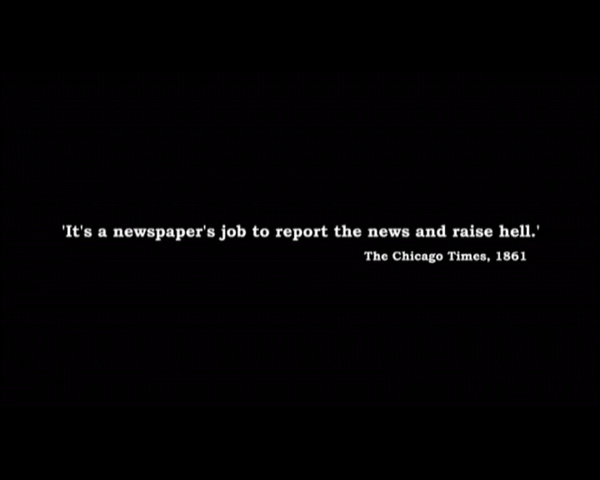 'It's a newspaper's job to report the news and raise hell.'
The Chicago Times, 1861